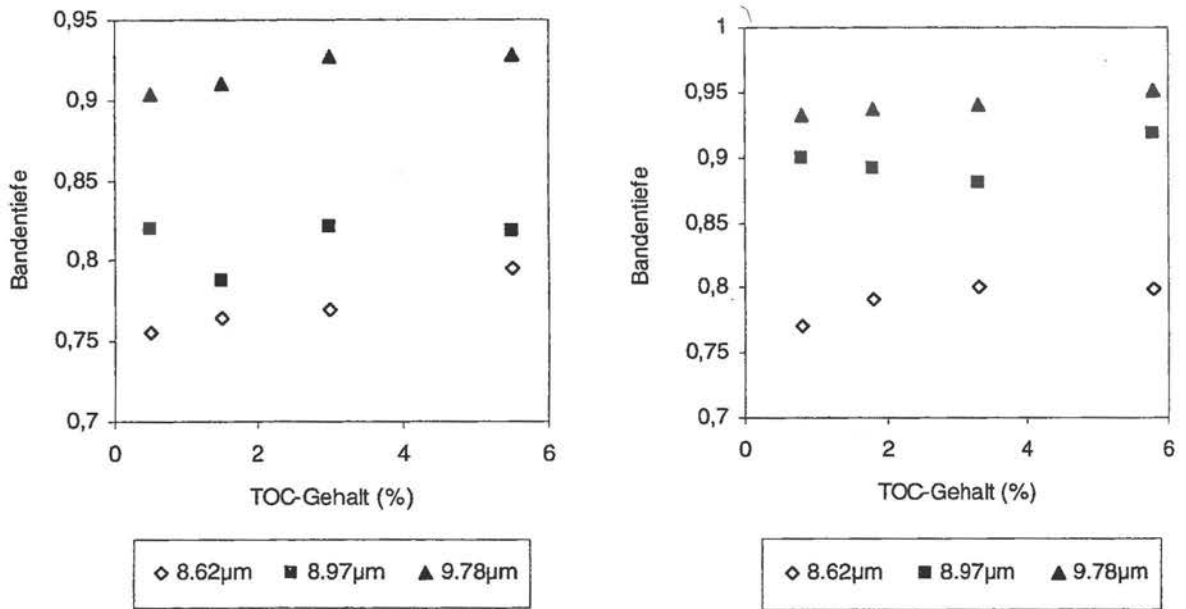 0,95
0,9
0,85
0,8
0,75
0,7
Bandentiefe
0 2 4 6
TOC-Gehalt (%)
8.62µm 8.97µm 9.78µm
1
0,95
0,9
0,85
0,8
0,75
0,7
Bandentiefe
0 2 4 6
TOC-Gehalt (%)
8.62µm 8.97µm 9.78µm